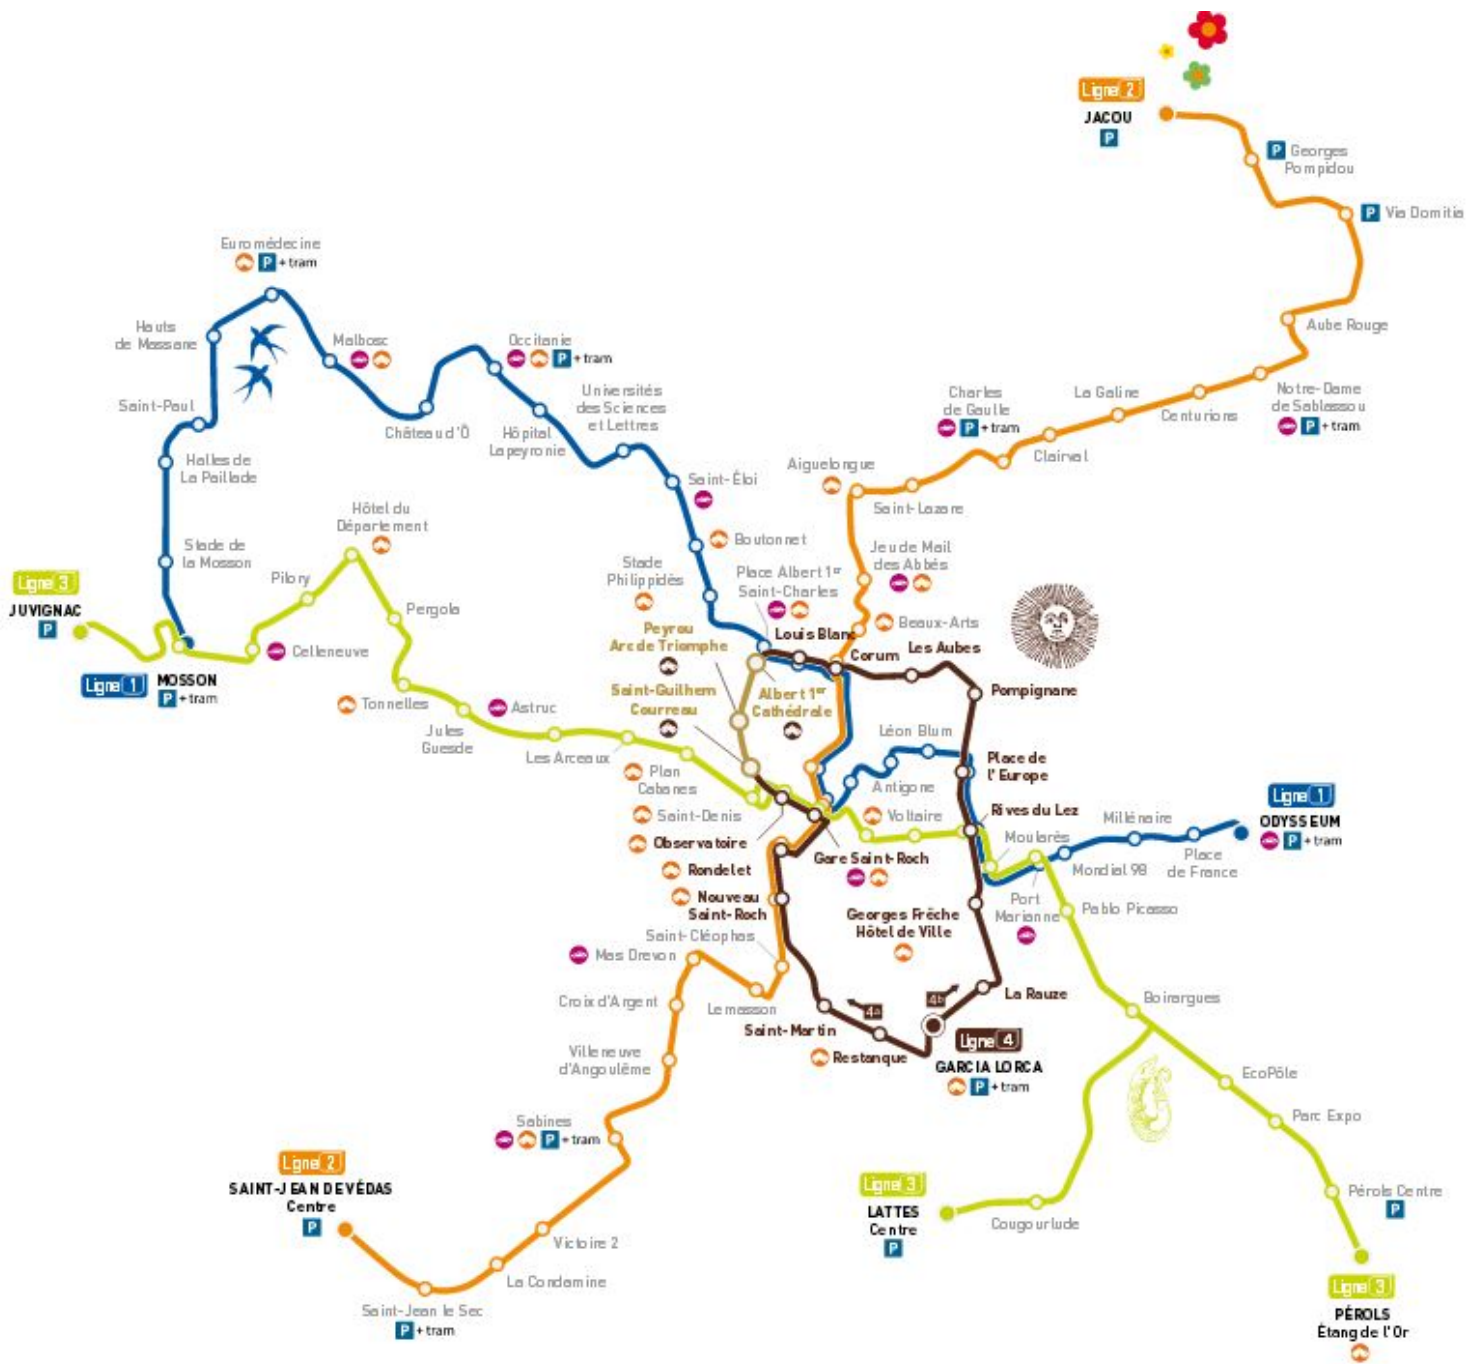 Ligne 2
JACOU
P
P Georges
Pompidou
P Via Domitia
Aube Rouge
Notre-Dame
de Sablassou
P + tram
Centurions
La Galine
Clairval
Charles
de Gaulle
P + tram
Saint-Lazare
Aiguelongue
Jeu de Mail
des Abbés
Beaux-Arts
Euromédecine
P + tram
Hauts
de Massane
Malbosc
Occitanie
P + tram
Saint-Paul
Château d'Ô
Hôpital
Lapeyronie
Universités
des Sciences
et Lettres
Halles de
La Paillade
Saint-Éloi
Stade de
la Mosson
Boutonnet
Stade
Philippidès
Place Albert 1er
Saint-Charles
Hôtel du
Département
Pilory
Pergola
Ligne 3
JUVIGNAC
P
Celleneuve
Ligne 1
MOSSON
P + tram
Tonnelles
Jules
Guesde
Astruc
Les Arceaux
Plan
Cabanes
Saint-Denis
Peyrou
Arc de Triomphe
Saint-Guilhem
Courreau
Albert 1er
Cathédrale
Louis Blanc
Corum
Les Aubes
Pompignane
Léon Blum
Antigone
Place de
l'Europe
Voltaire
Rives du Lez
Moularès
Millénaire
Ligne 1
ODYSSEUM
P + tram
Place
de France
Mondial 98
Port
Marianne
Pablo Picasso
Observatoire
Gare Saint-Roch
Rondelet
Nouveau
Saint-Roch
Georges Frêche
Hôtel de Ville
Saint-Cléophas
Mas Drevon
Croix d'Argent
Lemasson
Saint-Martin
4a
4b
La Rauze
Restanque
Ligne 4
GARCIA LORCA
P + tram
Boirargues
EcoPôle
Parc Expo
Pérols Centre
P
Ligne 3
PÉROLS
Étang de l'Or
Ligne 3
LATTES
Centre
P
Cougourlude
Villeneuve
d'Angoulême
Sabines
P + tram
Ligne 2
SAINT-JEAN DE VÉDAS
Centre
P
Victoire 2
La Condamine
Saint-Jean le Sec
P + tram